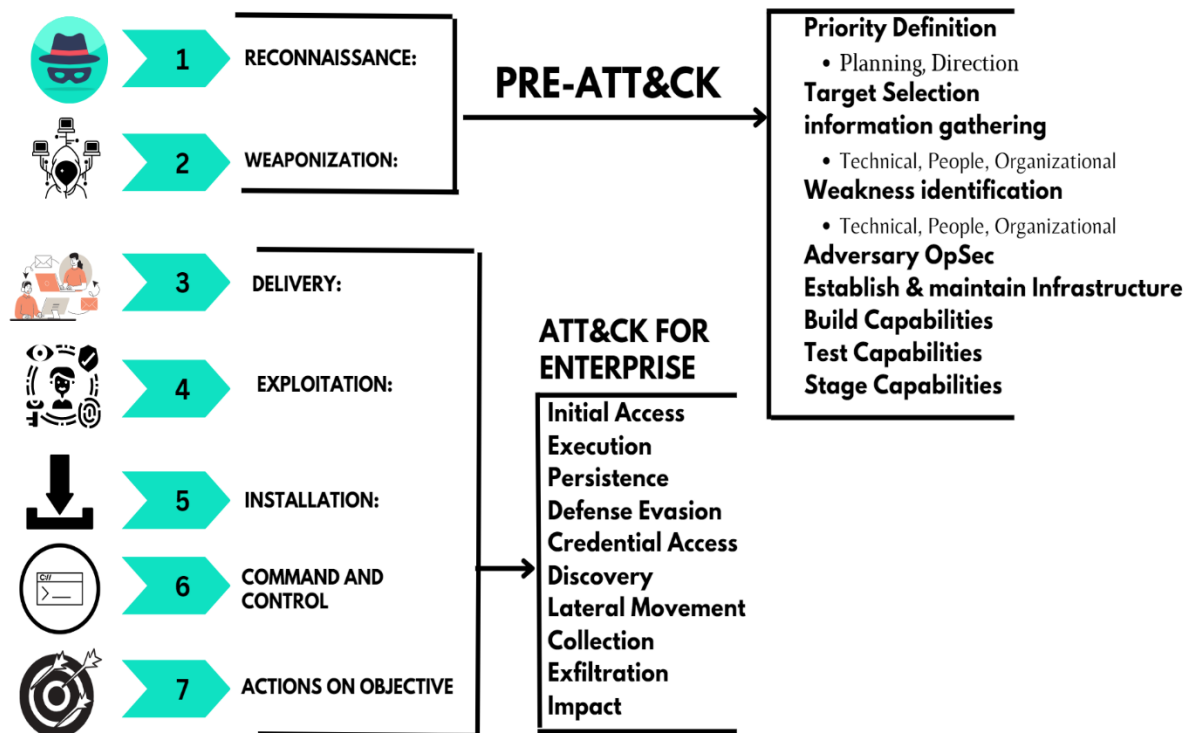 1
RECONNAISSANCE:
2
WEAPONIZATION:
3
DELIVERY:
4
EXPLOITATION:
5
INSTALLATION:
C://
>_
6
COMMAND AND
CONTROL
7
ACTIONS ON OBJECTIVE
PRE-ATT&CK
Priority Definition
• Planning, Direction
Target Selection
information gathering
• Technical, People, Organizational
Weakness identification
• Technical, People, Organizational
Adversary OpSec
Establish & maintain Infrastructure
Build Capabilities
Test Capabilities
Stage Capabilities
ATT&CK FOR
ENTERPRISE
Initial Access
Execution
Persistence
Defense Evasion
Credential Access
Discovery
Lateral Movement
Collection
Exfiltration
Impact